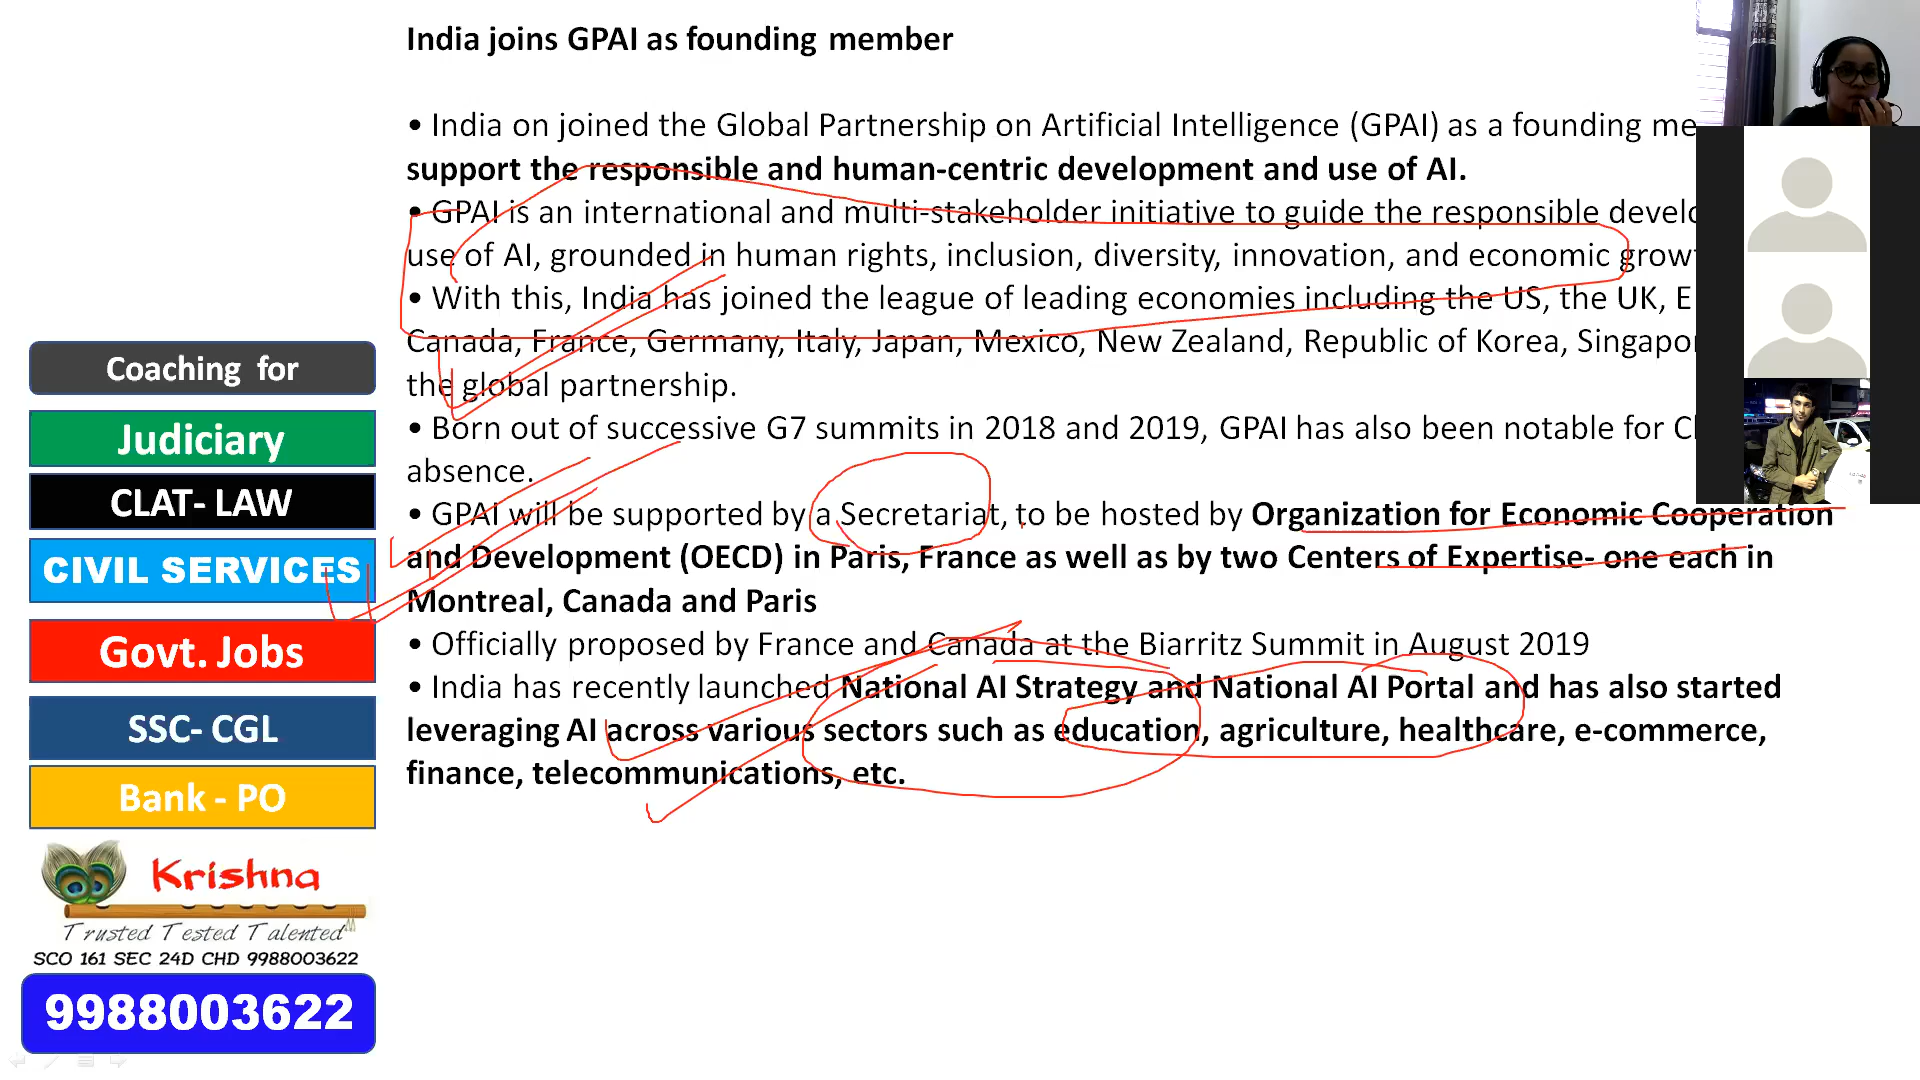 India joins GPAI as founding member
• India on joined the Global Partnership on Artificial Intelligence (GPAI) as a founding
support the responsible and human-centric development and use of AI.
• GPAI is an international and multi-stakeholder initiative to guide the responsible
use of AI, grounded in human rights, inclusion, diversity, innovation, and economic
• With this, India has joined the league of leading economies including the US, the UK,
Canada, France, Germany, Italy, Japan, Mexico, New Zealand, Republic of Korea,
the global partnership.
• Born out of successive G7 summits in 2018 and 2019, GPAI has also been notable for
absence.
• GPAI will be supported by a Secretariat, to be hosted by Organization for Economic Cooperation
and Development (OECD) in Paris, France as well as by two Centers of Expertise- one each in
Montreal, Canada and Paris
• Officially proposed by France and Canada at the Biarritz Summit in August 2019
• India has recently launched National AI Strategy and National AI Portal and has also started
leveraging AI across various sectors such as education, agriculture, healthcare, e-commerce,
finance, telecommunications, etc.
Coaching for
Judiciary
CLAT- LAW
CIVIL SERVICES
Govt. Jobs
SSC- CGL
Bank - PO
Krishna
Trusted Tested Talented
SCO 161 SEC 24D CHD 9988003622
9988003622